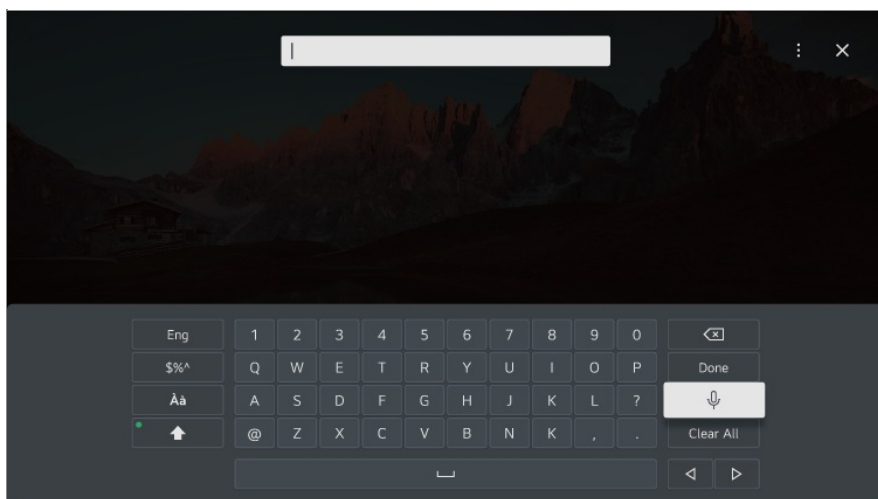 Eng 1 2 3 4 5 6 7 8 9 0
$%^ Q W E T R Y U I O P Done
Àà A S D F G H J K L ?
@ Z X C V B N K , . Clear All